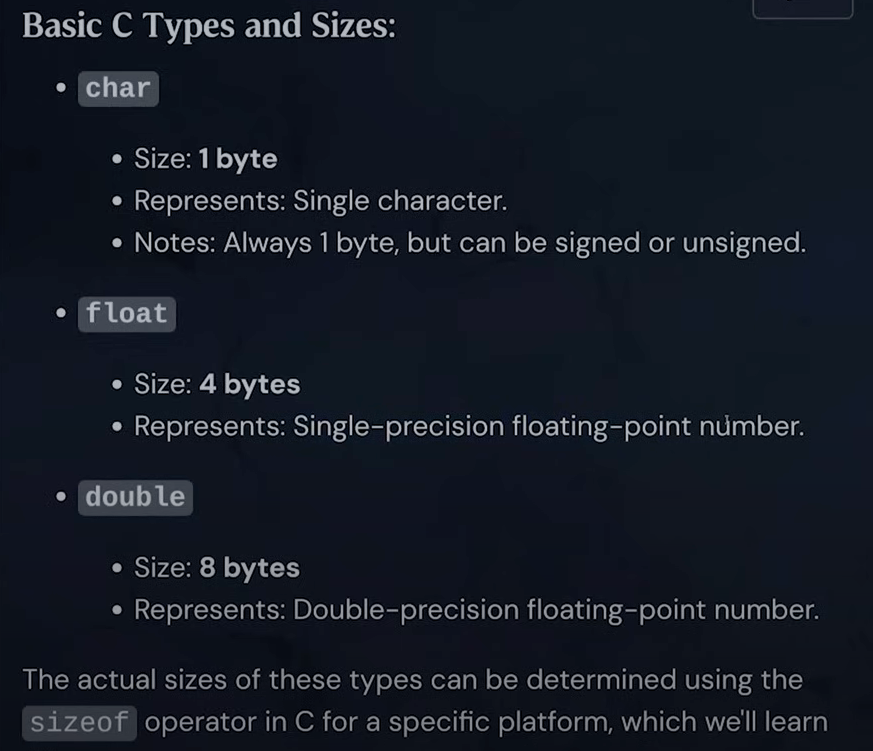 Basic C Types and Sizes:
• char
• Size: 1 byte
• Represents: Single character.
• Notes: Always 1 byte, but can be signed or unsigned.
• float
• Size: 4 bytes
• Represents: Single-precision floating-point number.
• double
• Size: 8 bytes
• Represents: Double-precision floating-point number.
The actual sizes of these types can be determined using the
sizeof operator in C for a specific platform, which we'll learn